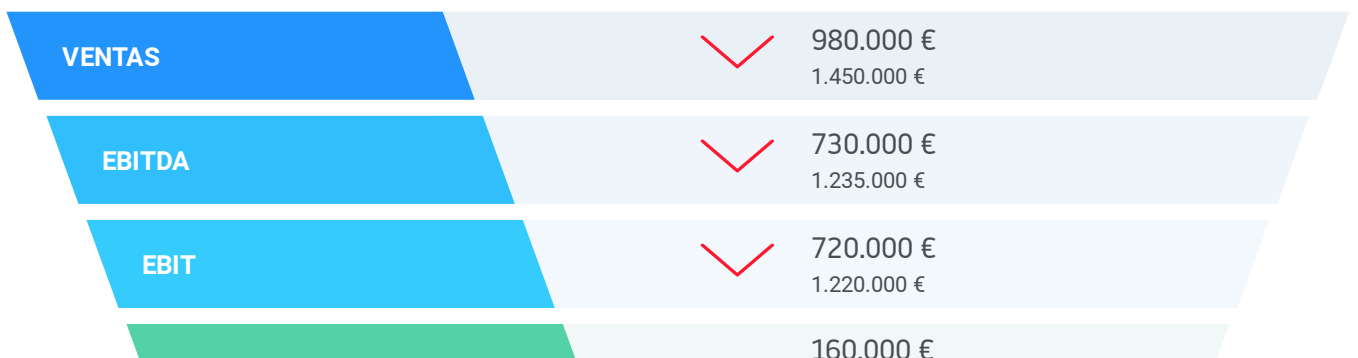 VENTAS
980.000 €
1.450.000 €
EBITDA
730.000 €
1.235.000 €
EBIT
720.000 €
1.220.000 €
160.000 €